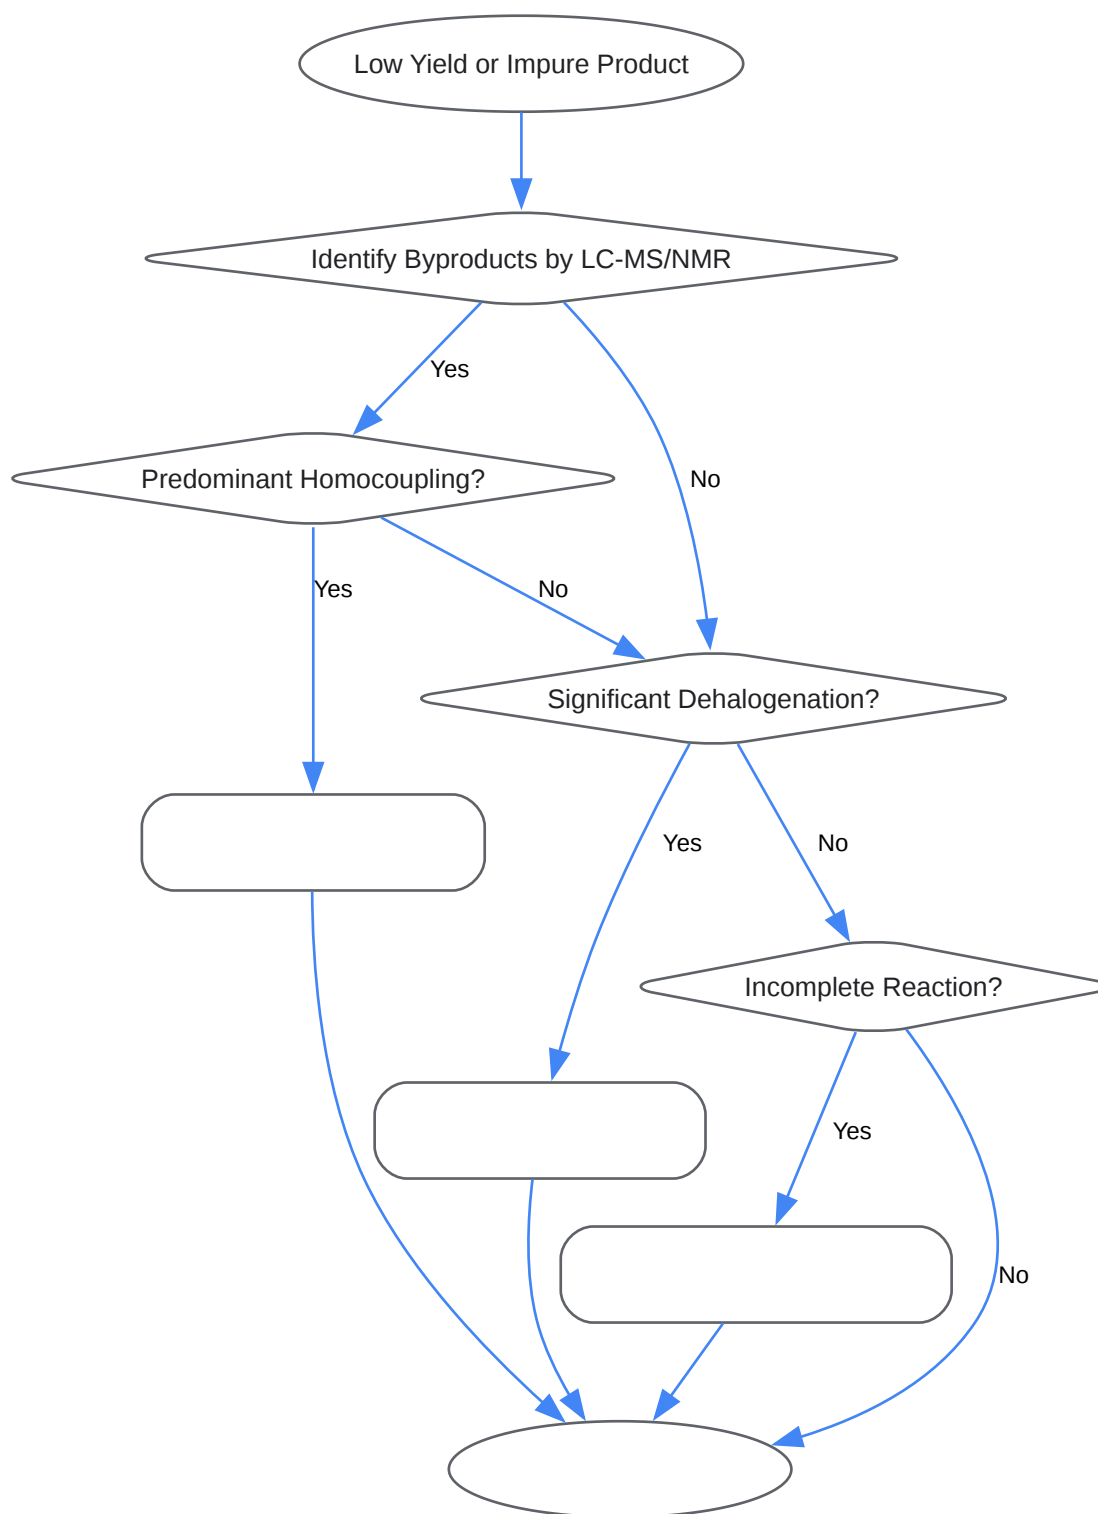 Low Yield or Impure Product
Identify Byproducts by LC-MS/NMR
Yes
No
Predominant Homocoupling?
Yes
No
Significant Dehalogenation?
Yes
No
Incomplete Reaction?
Yes
No